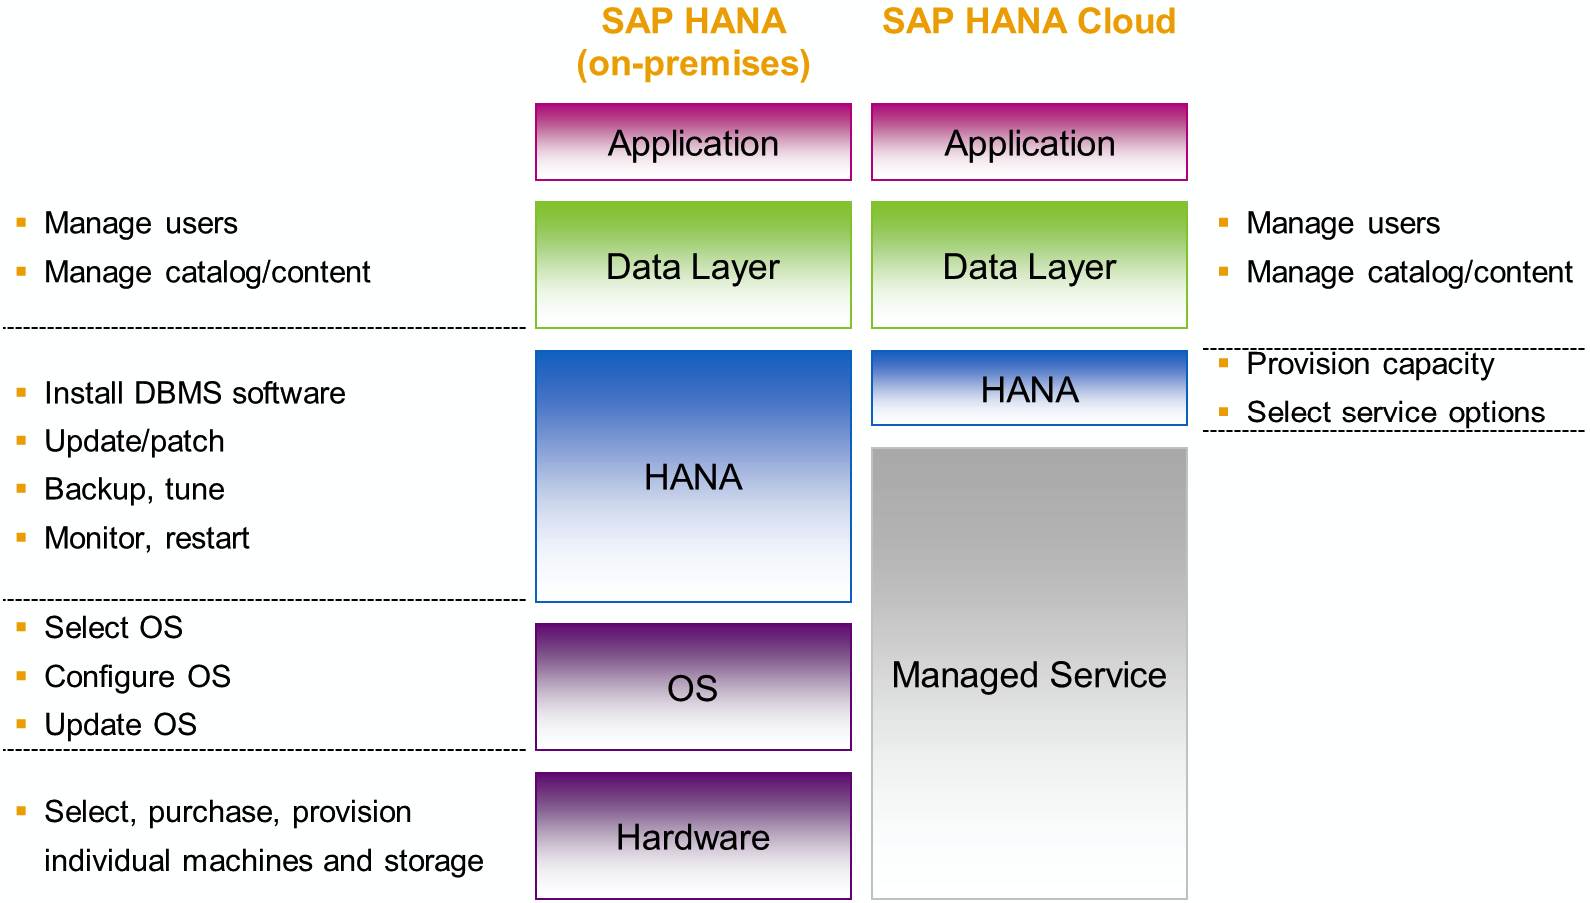 SAP HANA
(on-premises)
SAP HANA Cloud
Application
Application
Manage users
Manage catalog/content
Data Layer
Data Layer
Manage users
Manage catalog/content
Install DBMS software
Update/patch
Backup, tune
Monitor, restart
HANA
HANA
Provision capacity
Select service options
Select OS
Configure OS
Update OS
OS
Managed Service
Select, purchase, provision
individual machines and storage
Hardware